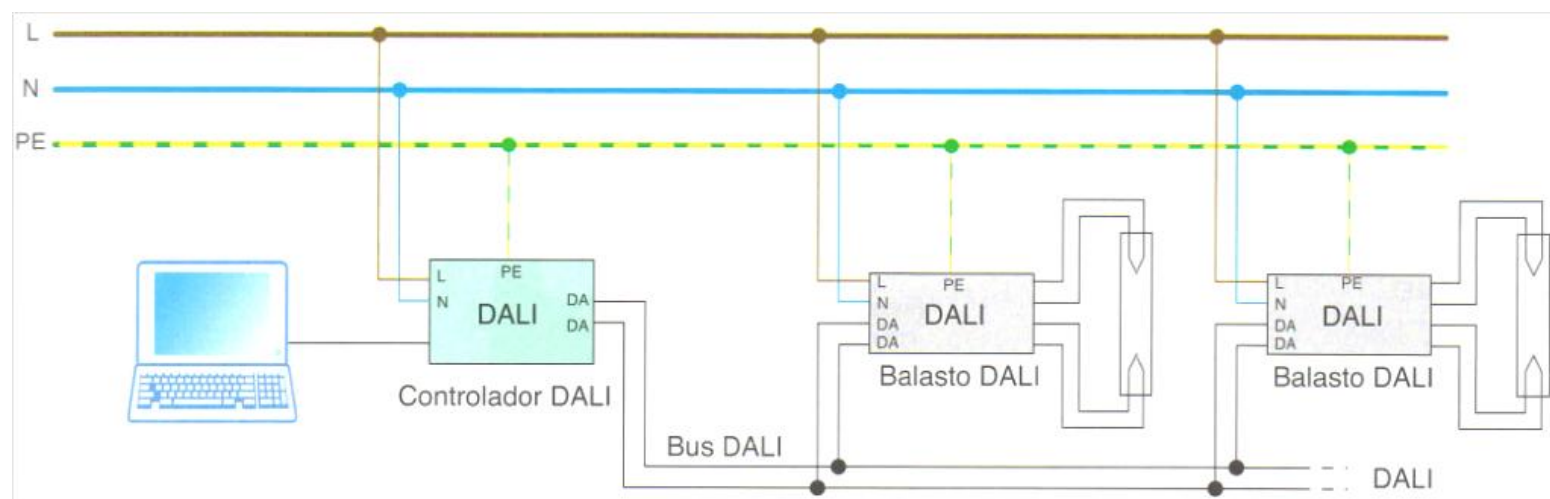 L
N
PE
L
N
PE
DALI
DA
DA
Controlador DALI
L
N
DA
DA
PE
DALI
Balasto DALI
L
N
DA
DA
PE
DALI
Balasto DALI
Bus DALI
DALI